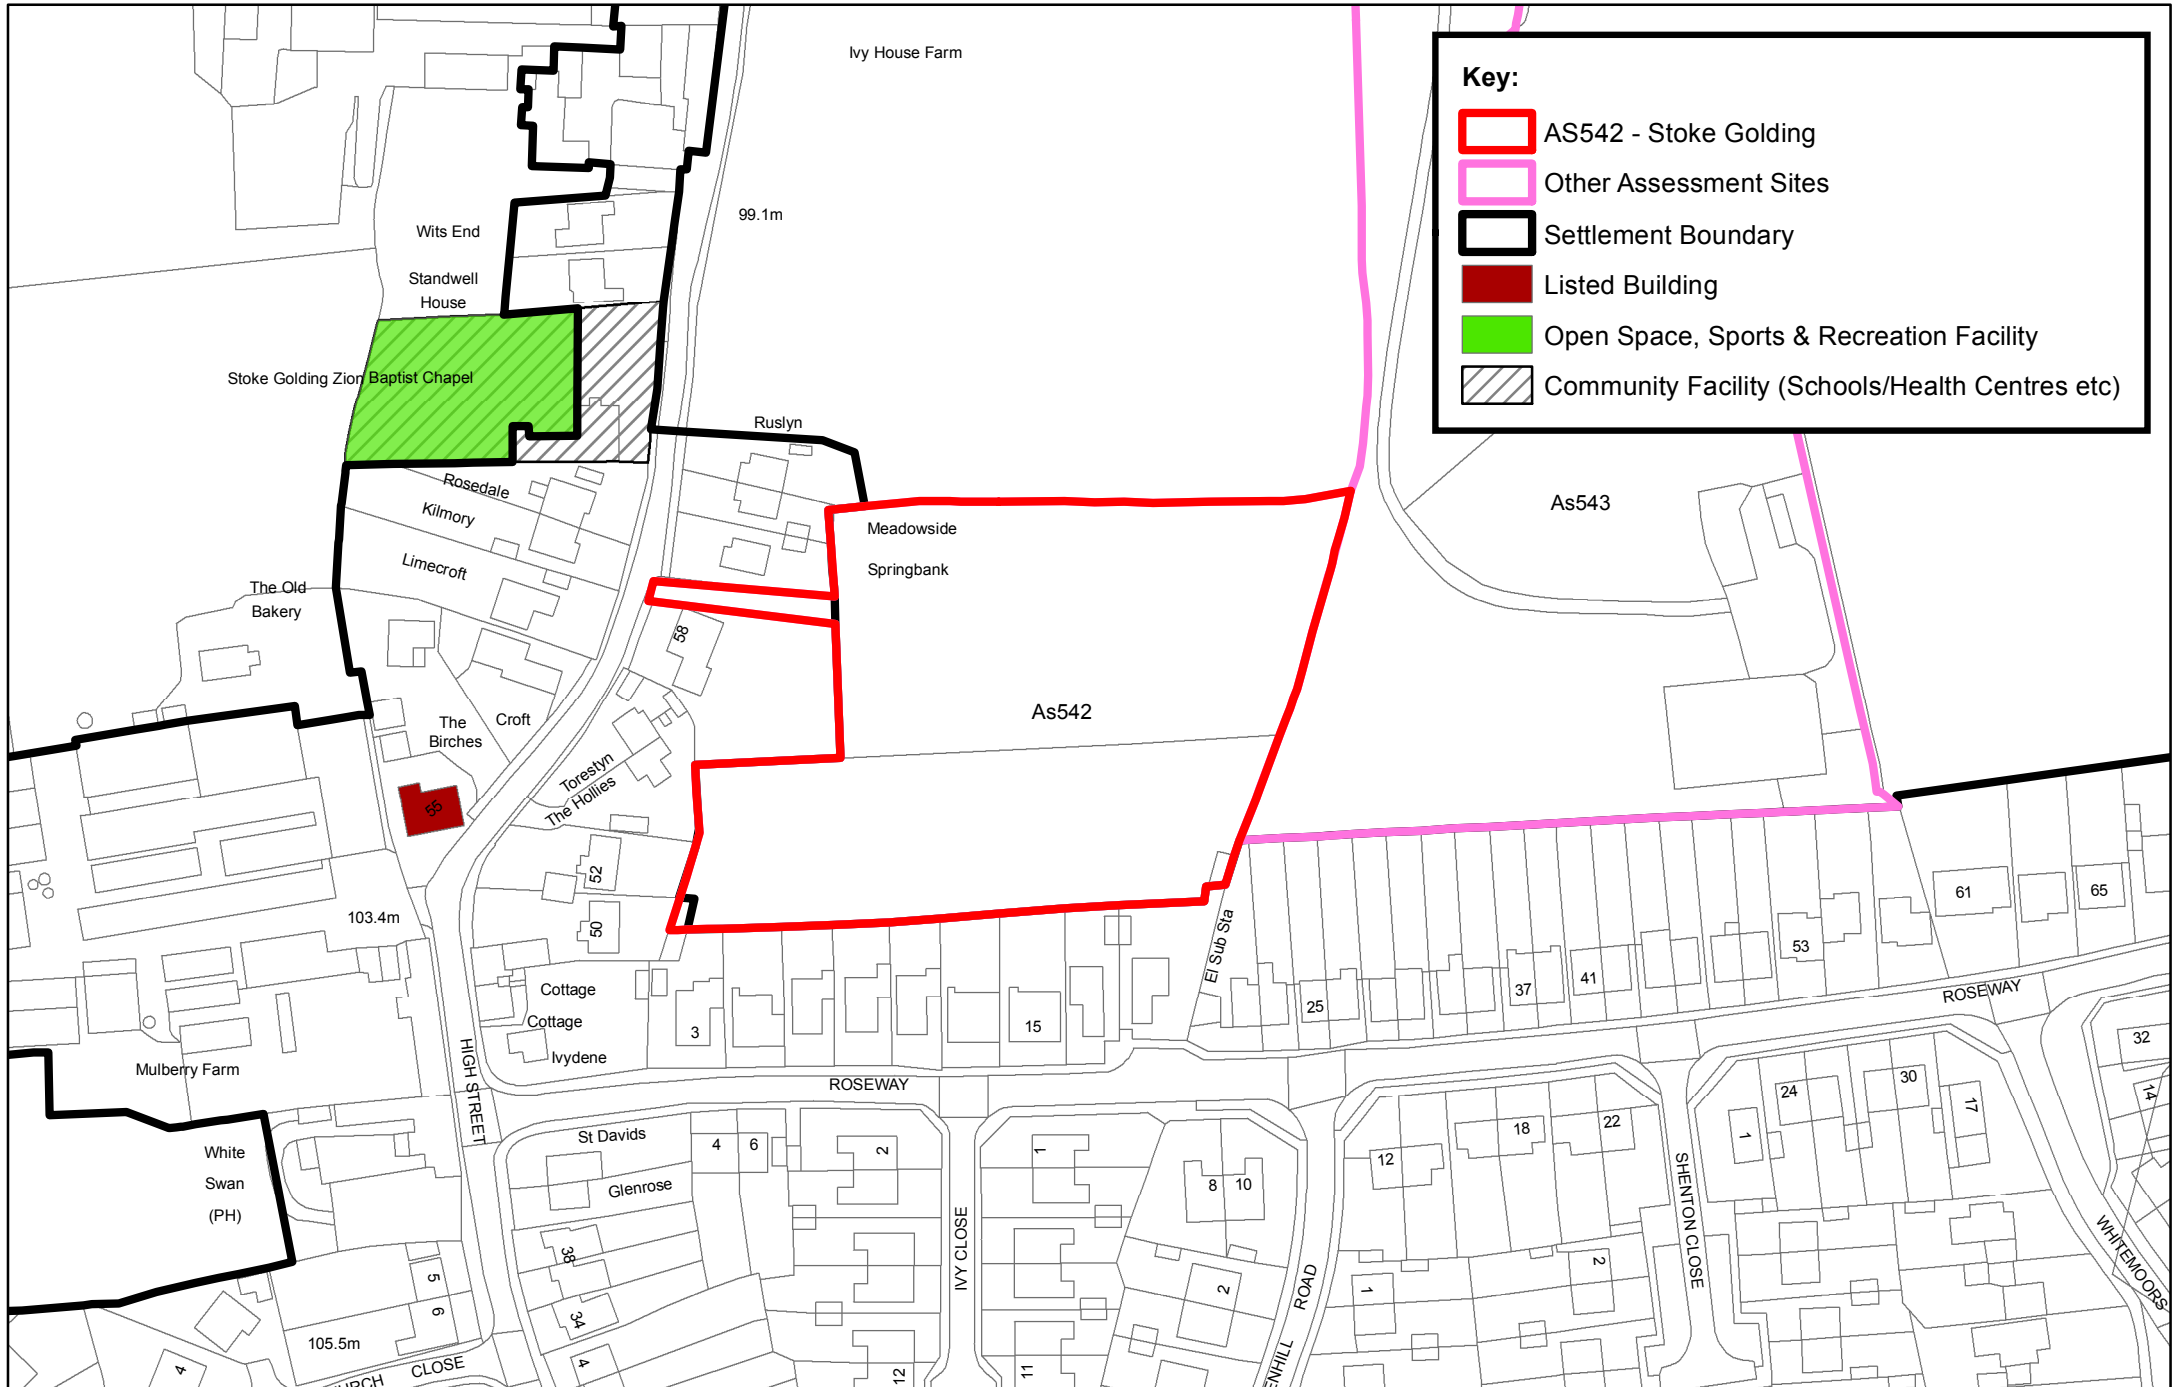 Ivy House Farm
Key:
AS542 - Stoke Golding
Other Assessment Sites
Settlement Boundary
Listed Building
Open Space, Sports & Recreation Facility
Community Facility (Schools/Health Centres etc)
99.1m
Wits End
Standwell
House
Stoke Golding Zion Baptist Chapel
Ruslyn
Rosedale
Kilmory
Limecroft
Meadowside
Springbank
As543
The Old
Bakery
58
As542
The
Birches
Croft
Torestyn
The Hollies
55
52
50
103.4m
El Sub Sta
61
65
53
41
37
25
ROSEWAY
Cottage
Cottage
Ivydene
3
15
HIGH STREET
Mulberry Farm
ROSEWAY
32
14
30
24
17
1
22
18
12
St Davids
4
6
2
1
8
10
Glenrose
White
Swan
(PH)
SHENTON CLOSE
WHITEMOORS
IVY CLOSE
38
34
4
5
6
2
1
2
ROAD
ENHILL
105.5m
4
URCH CLOSE
12
11